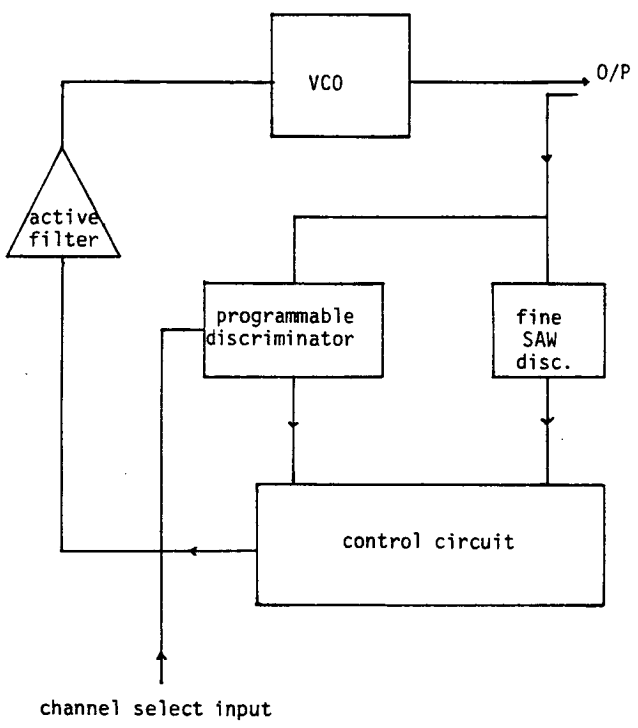 O/P
VCO
active
filter
programmable
discriminator
fine
SAW
disc.
control circuit
channel select input